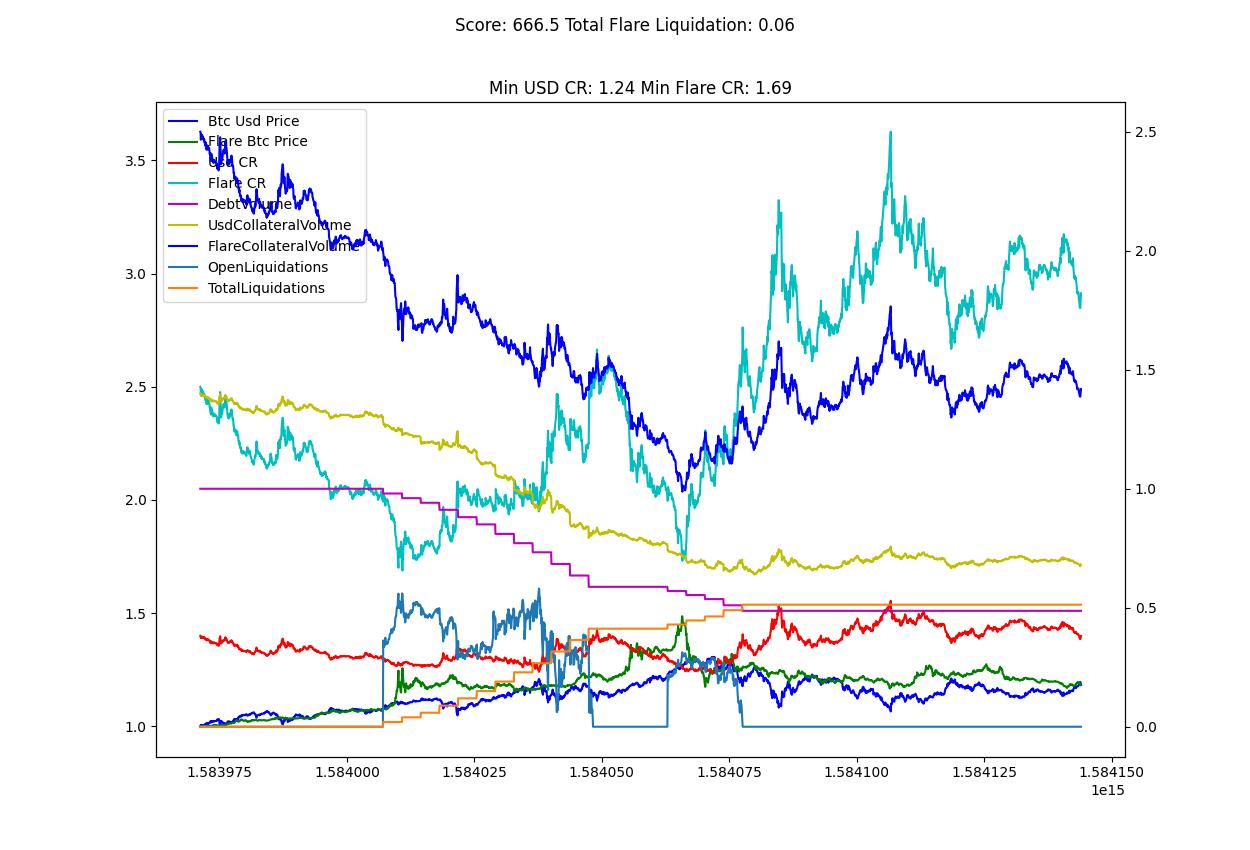 Score: 666.5 Total Flare Liquidation: 0.06
Min USD CR: 1.24 Min Flare CR: 1.69
Btc Usd Price
Flare Btc Price
Usd CR
Flare CR
DebtVolume
UsdCollateralVolume
FlareCollateralVolume
OpenLiquidations
TotalLiquidations
3.5
3.0
2.5
2.0
1.5
1.0
2.5
2.0
1.5
1.0
0.5
0.0
1.583975 1.584000 1.584025 1.584050 1.584075 1.584100 1.584125 1.584150
1e15